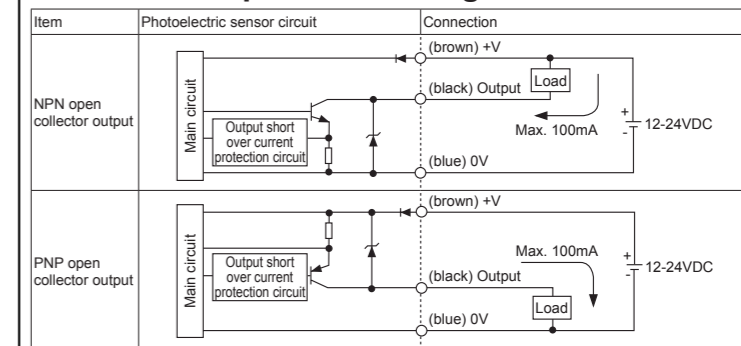 Item
Photoelectric sensor circuit
Connection
NPN open
collector output
Main circuit
Output short
over current
protection circuit
(brown) +V
(black) Output
Load
Max. 100mA
+
-
12-24VDC
(blue) 0V
PNP open
collector output
Main circuit
Output short
over current
protection circuit
(brown) +V
Max. 100mA
+
-
12-24VDC
(black) Output
Load
(blue) 0V